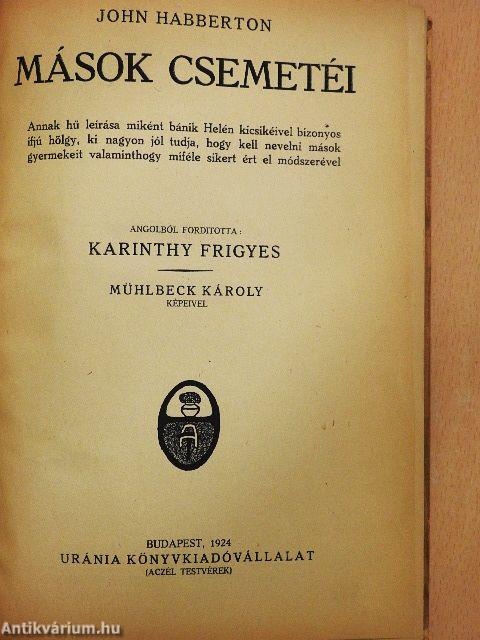 JOHN HABBERTON
MÁSOK CSEMETÉI
Annak hű leírása miként bánik Helén kicsikéivel bizonyos
ifjú hölgy, ki nagyon jól tudja, hogy kell nevelni mások
gyermekeit valaminthogy miféle sikert ért el módszerével
ANGOLBÓL FORDITOTTA:
KARINTHY FRIGYES
MÜHLBECK KÁROLY
KÉPEIVEL
A
BUDAPEST, 1924
URÁNIA KÖNYVKIADÓVÁLLALAT
(ACZÉL TESTVÉREK)
Antikvárium.hu